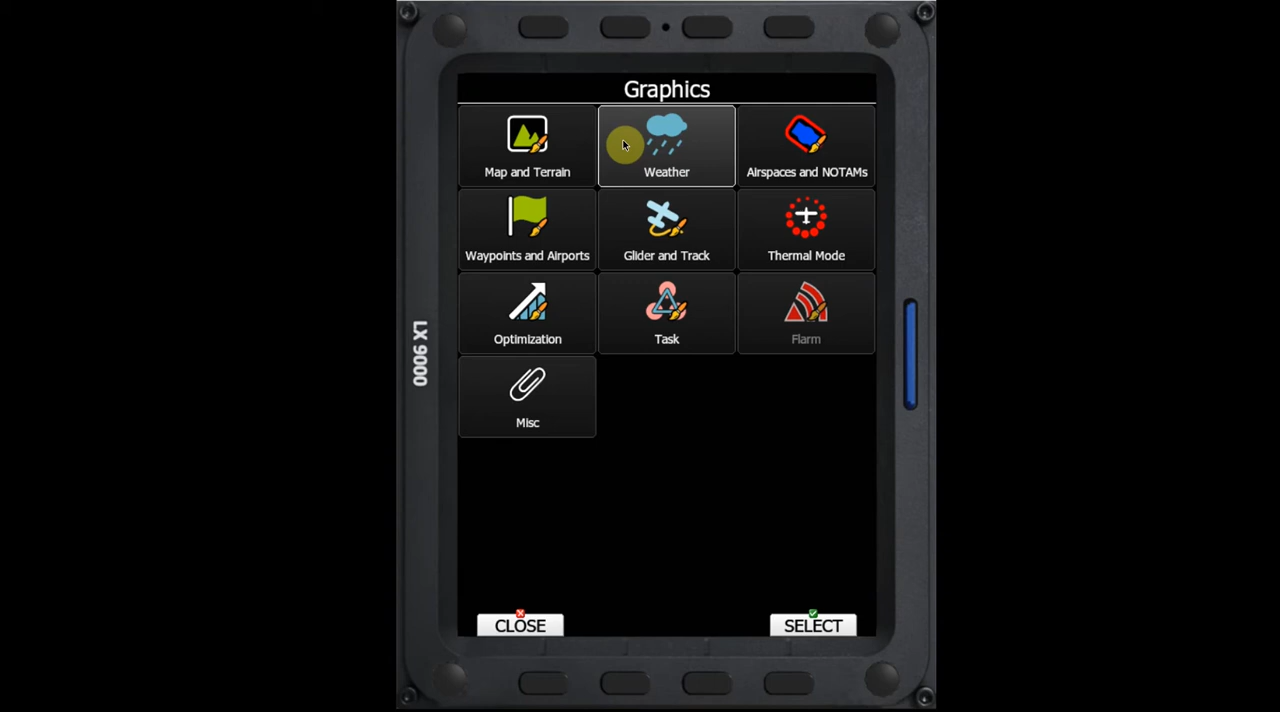 Graphics
Map and Terrain
Weather
Airspaces and NOTAMs
Waypoints and Airports
Glider and Track
Thermal Mode
Optimization
Task
Flarm
Misc
LX 9000
CLOSE
SELECT